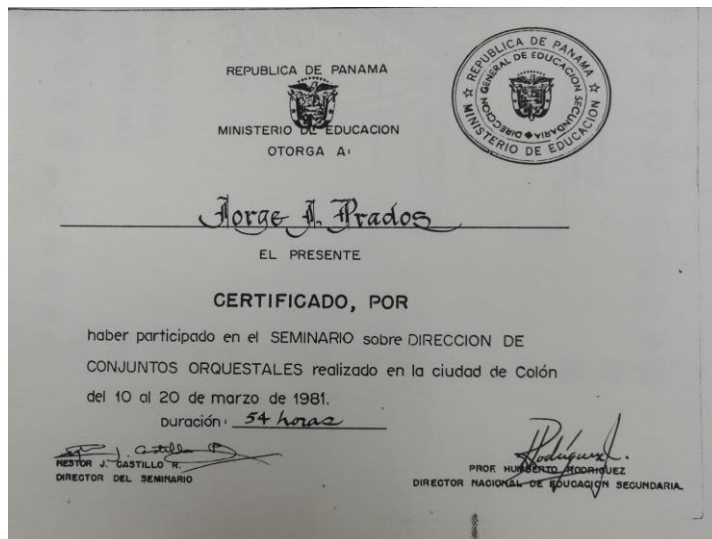 REPUBLICA DE PANAMA
MINISTERIO DE EDUCACION
OTORGA A:
REPUBLICA DE PANAMA
MINISTERIO DE EDUCACION
DIRECCION GENERAL DE EDUCACION SECUNDARIA
Jorge I. Prados
EL PRESENTE
CERTIFICADO, POR
haber participado en el SEMINARIO sobre DIRECCION DE
CONJUNTOS ORQUESTALES realizado en la ciudad de Colón
del 10 al 20 de marzo de 1981.
Duración: 54 horas
J. Castillo R
NESTOR J. CASTILLO R.
DIRECTOR DEL SEMINARIO
Rodríguez
PROF. HUMBERTO RODRIGUEZ
DIRECTOR NACIONAL DE EDUCACION SECUNDARIA.